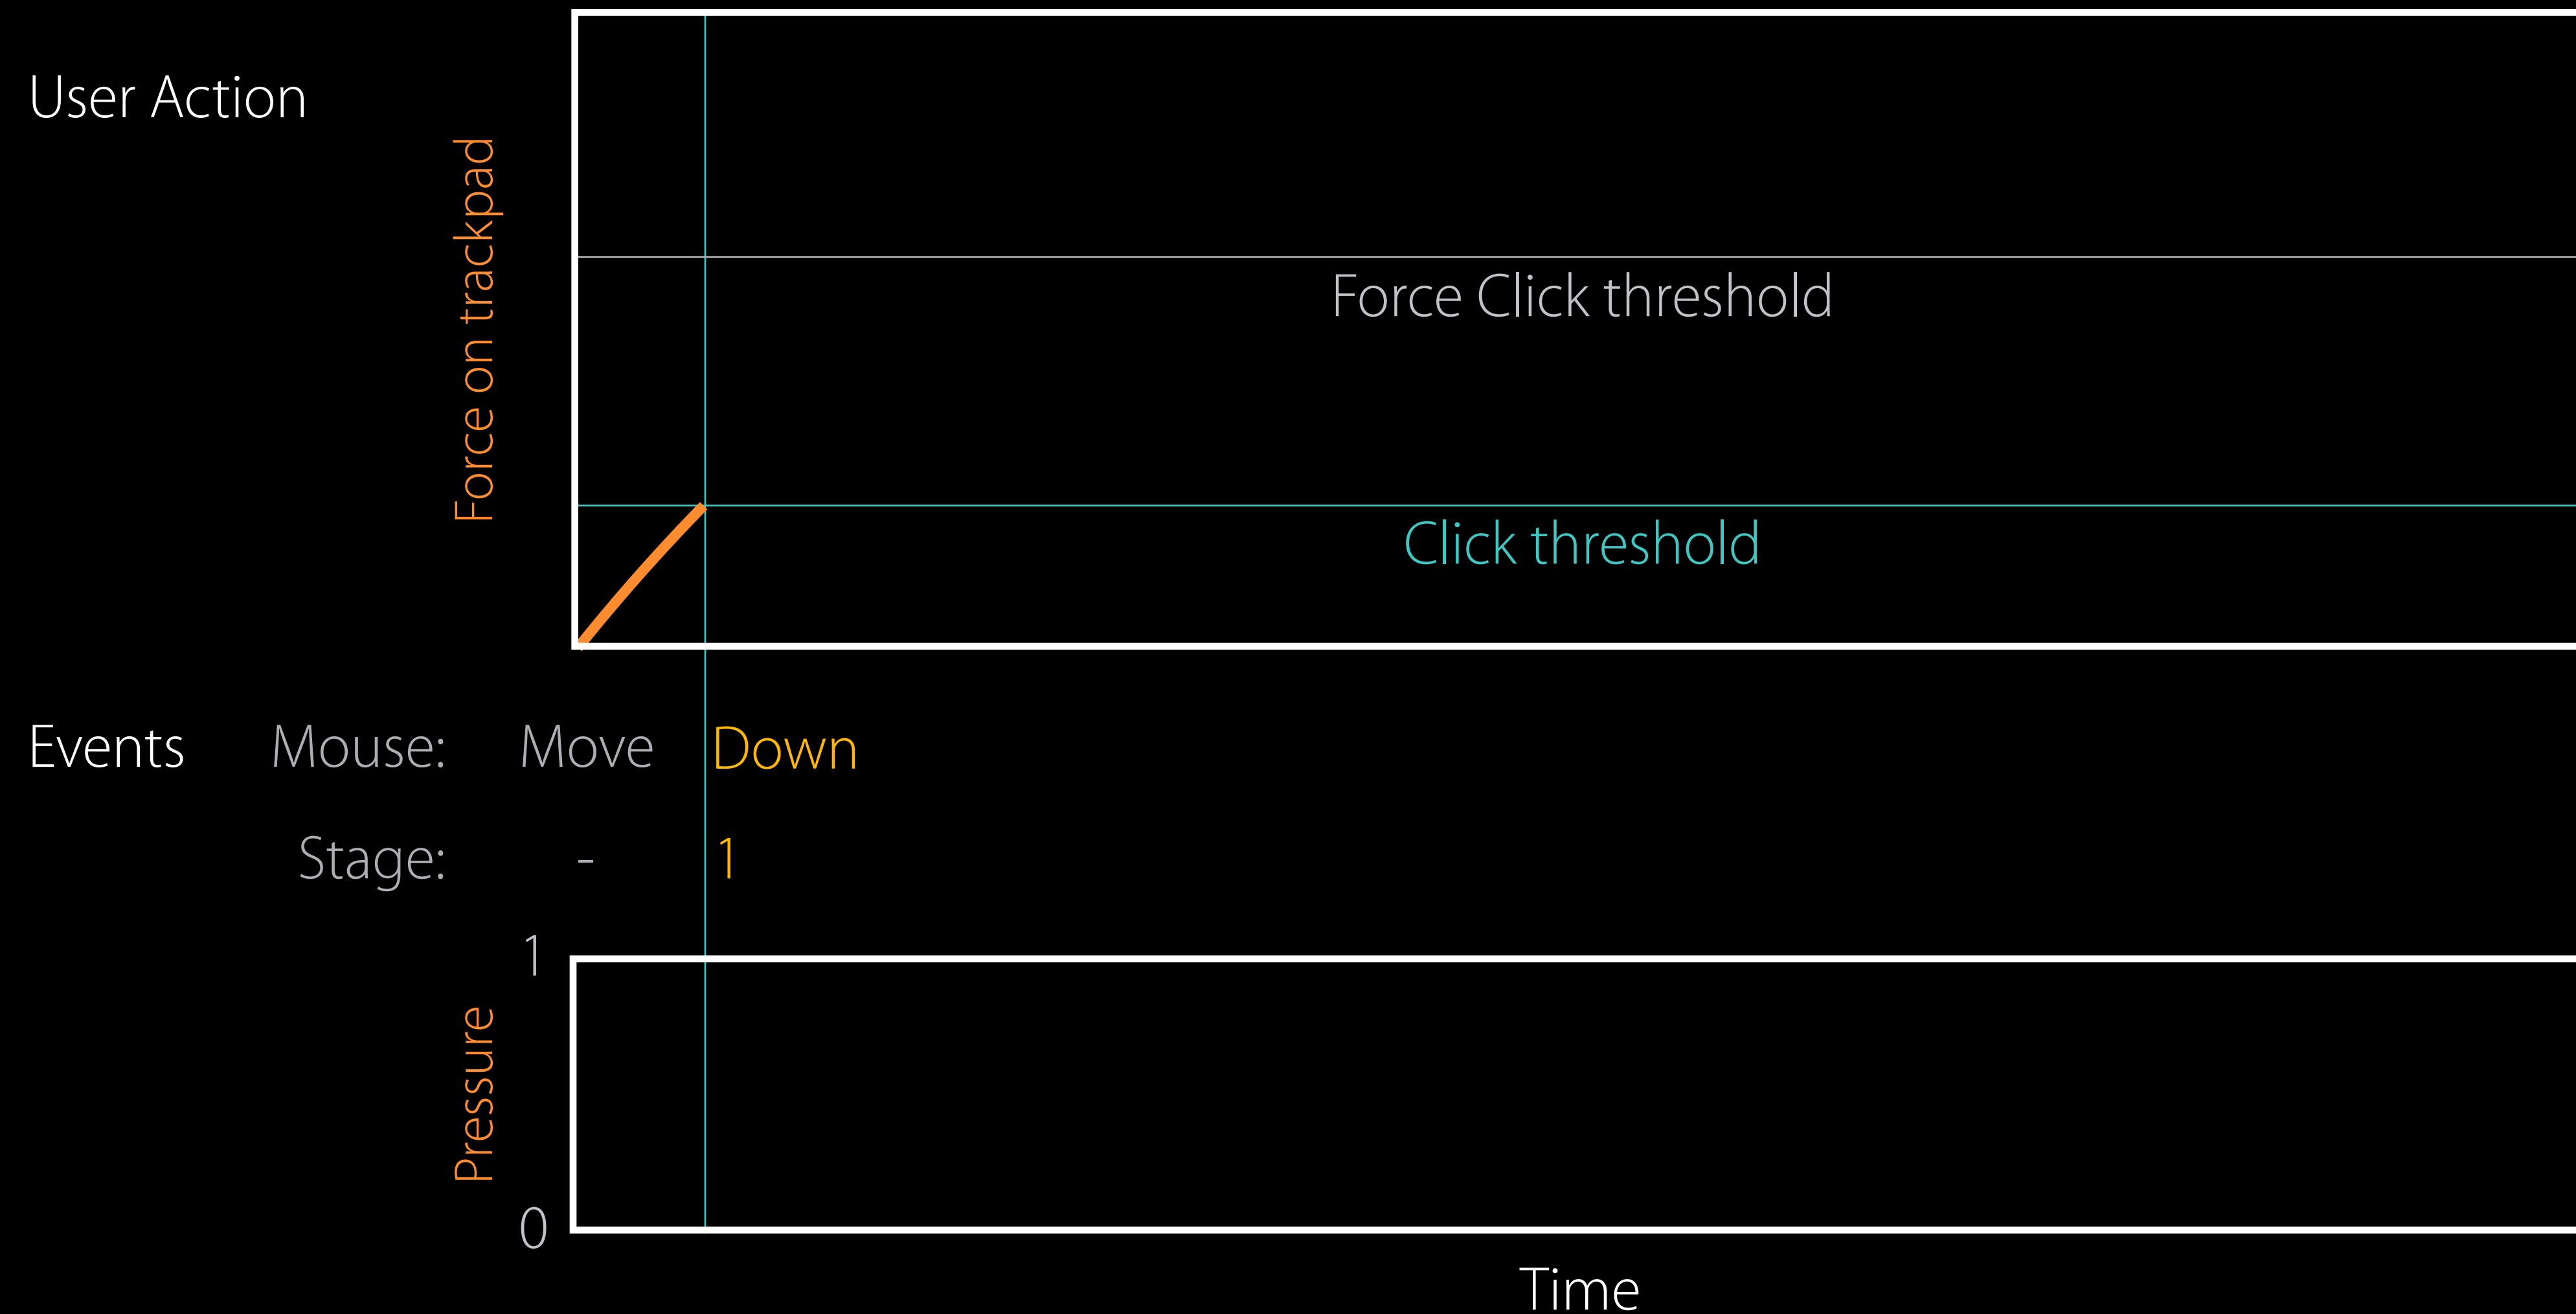 User Action
Force on trackpad
Force Click threshold
Click threshold
Events Mouse: Move Down
Stage: - 1
1
Pressure
0
Time